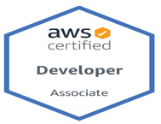 aws
certified
Developer
Associate